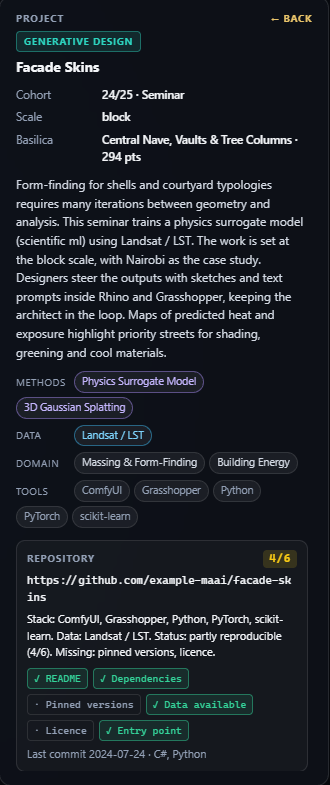 PROJECT ← BACK
GENERATIVE DESIGN
Facade Skins
Cohort 24/25 · Seminar
Scale block
Basilica Central Nave, Vaults & Tree Columns ·
294 pts
Form-finding for shells and courtyard typologies
requires many iterations between geometry and
analysis. This seminar trains a physics surrogate model
(scientific ml) using Landsat / LST. The work is set at
the block scale, with Nairobi as the case study.
Designers steer the outputs with sketches and text
prompts inside Rhino and Grasshopper, keeping the
architect in the loop. Maps of predicted heat and
exposure highlight priority streets for shading,
greening and cool materials.
METHODS Physics Surrogate Model
3D Gaussian Splatting
DATA Landsat / LST
DOMAIN Massing & Form-Finding Building Energy
TOOLS ComfyUI Grasshopper Python
PyTorch scikit-learn
REPOSITORY 4/6
https://github.com/example-maai/facade-sk
ins
Stack: ComfyUI, Grasshopper, Python, PyTorch, scikit-
learn. Data: Landsat / LST. Status: partly reproducible
(4/6). Missing: pinned versions, licence.
✓ README ✓ Dependencies
· Pinned versions ✓ Data available
· Licence ✓ Entry point
Last commit 2024-07-24 · C#, Python